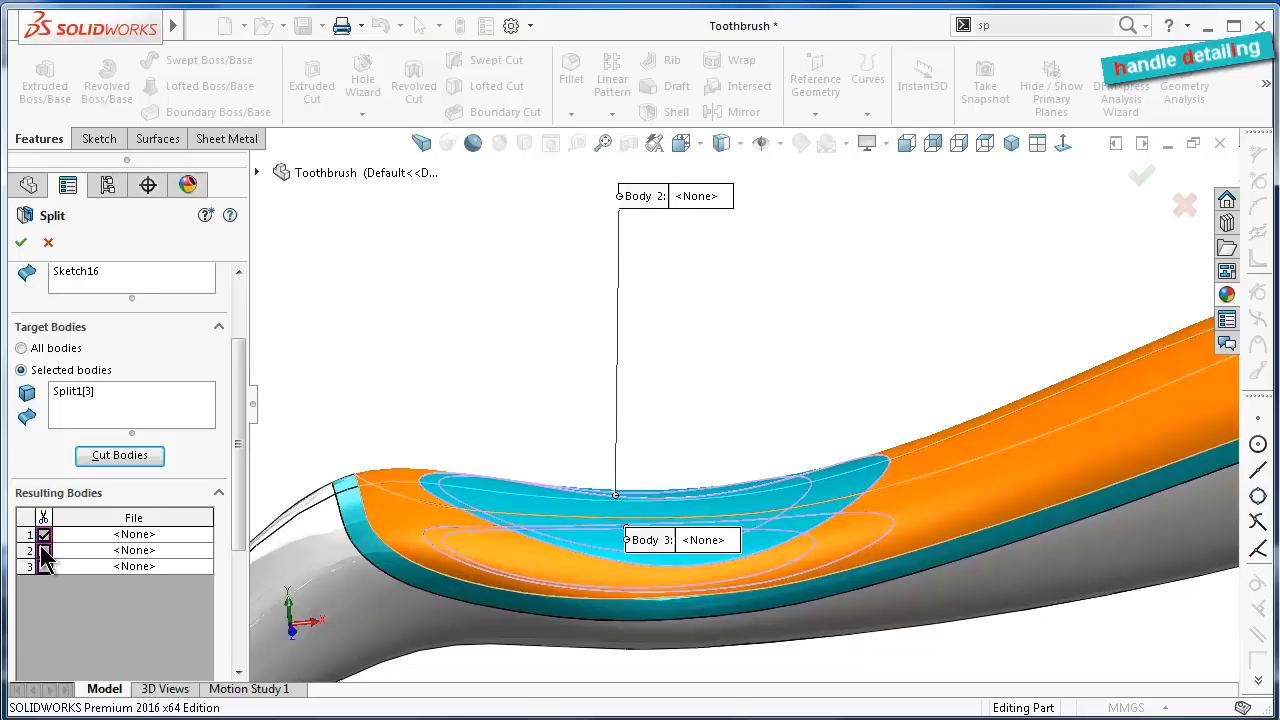 SOLIDWORKS
Toothbrush *
sp
handle detailing
Extruded Boss/Base
Revolved Boss/Base
Swept Boss/Base
Lofted Boss/Base
Boundary Boss/Base
Extruded Cut
Hole Wizard
Revolved Cut
Swept Cut
Lofted Cut
Boundary Cut
Fillet
Linear Pattern
Rib
Draft
Shell
Wrap
Intersect
Mirror
Reference Geometry
Curves
Instant3D
Take Snapshot
Hide / Show Primary Planes
DimXpress Analysis Wizard
Geometry Analysis
Features
Sketch
Surfaces
Sheet Metal
Toothbrush (Default<<D...
Split
Sketch16
Target Bodies
All bodies
Selected bodies
Split1[3]
Cut Bodies
Resulting Bodies
File
1 <None>
2 <None>
3 <None>
Body 2: <None>
Body 3: <None>
Y
X
Z
Model
3D Views
Motion Study 1
SOLIDWORKS Premium 2016 x64 Edition
Editing Part
MMGS